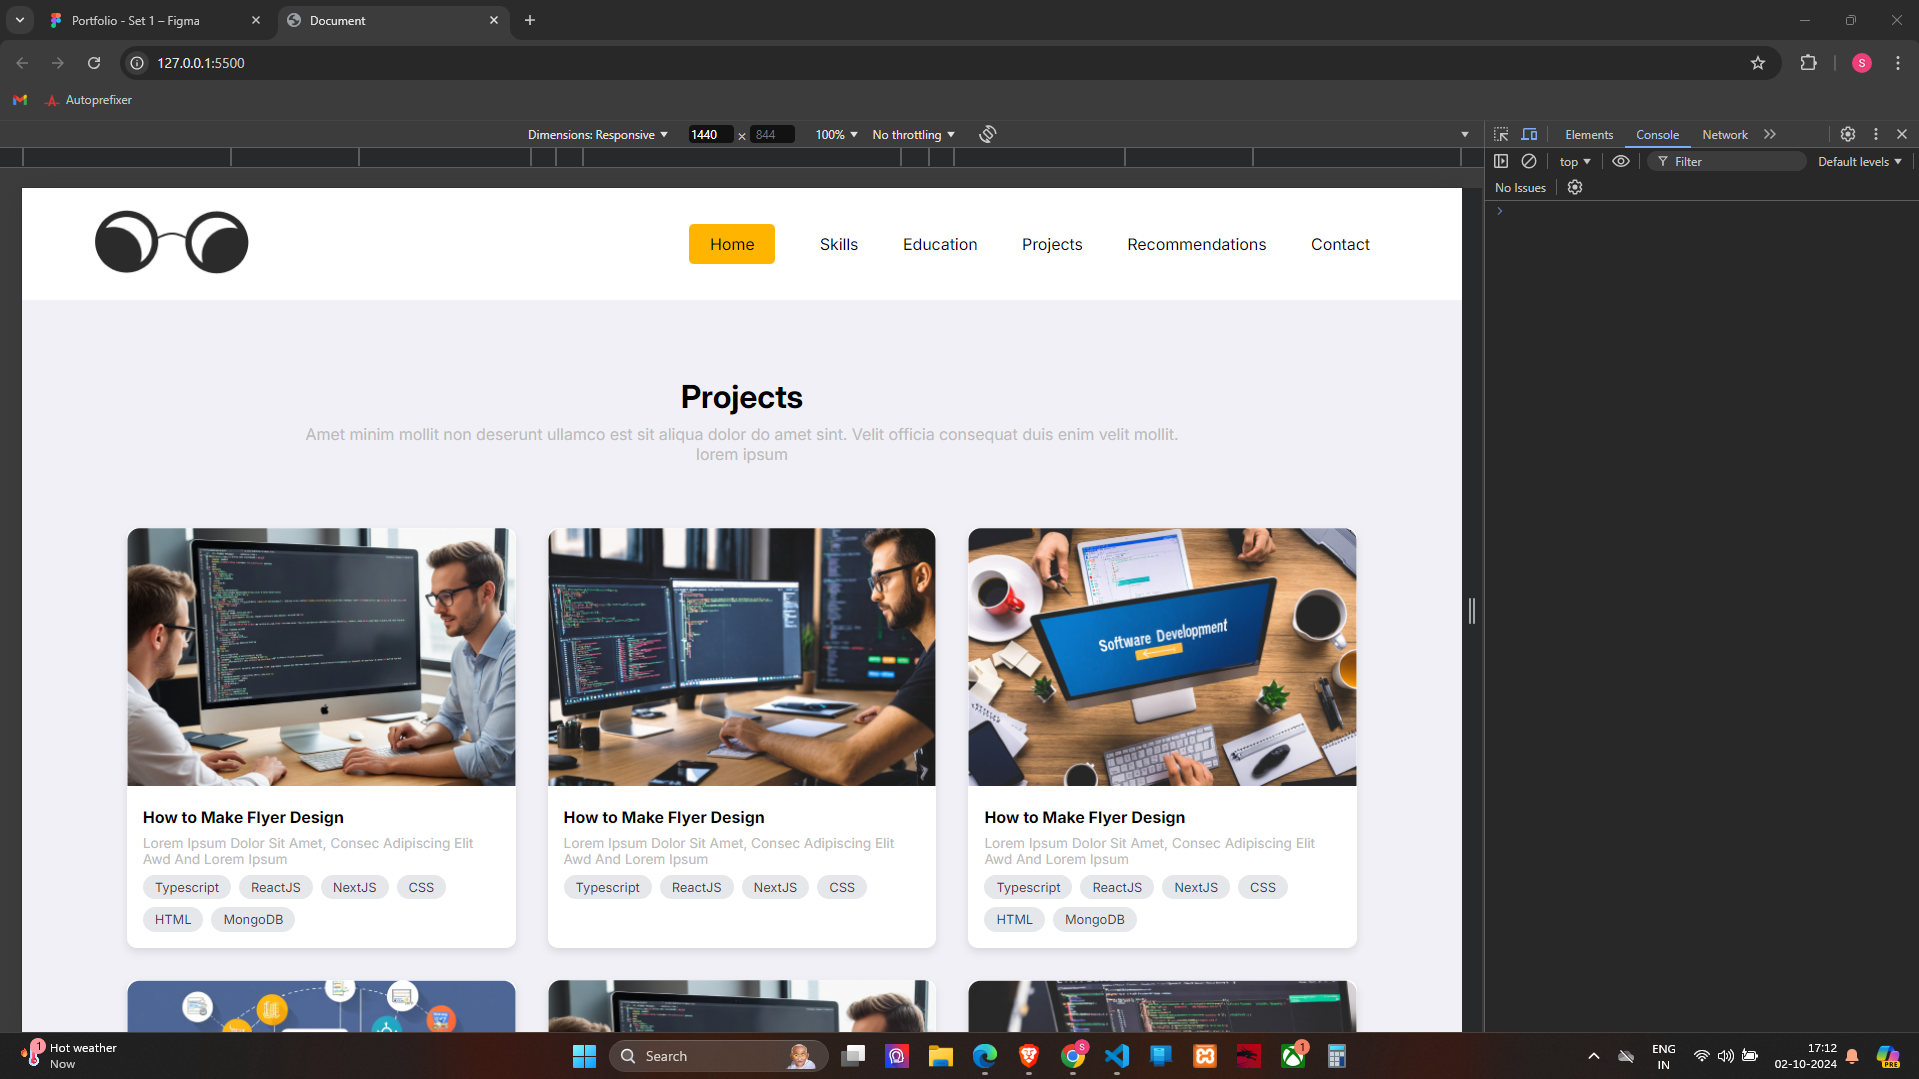 Portfolio - Set 1 – Figma
Document
127.0.0.1:5500
Autoprefixer
Dimensions: Responsive
1440 × 844
100%
No throttling
Elements
Console
Network
top
Filter
Default levels
No Issues
Home
Skills
Education
Projects
Recommendations
Contact
Projects
Amet minim mollit non deserunt ullamco est sit aliqua dolor do amet sint. Velit officia consequat duis enim velit mollit.
lorem ipsum
Software Development
How to Make Flyer Design
Lorem Ipsum Dolor Sit Amet, Consec Adipiscing Elit
Awd And Lorem Ipsum
Typescript ReactJS NextJS CSS
HTML MongoDB
How to Make Flyer Design
Lorem Ipsum Dolor Sit Amet, Consec Adipiscing Elit
Awd And Lorem Ipsum
Typescript ReactJS NextJS CSS
How to Make Flyer Design
Lorem Ipsum Dolor Sit Amet, Consec Adipiscing Elit
Awd And Lorem Ipsum
Typescript ReactJS NextJS CSS
HTML MongoDB
1
Hot weather
Now
Search
S
S
1
ENG
IN
17:12
02-10-2024
PRE